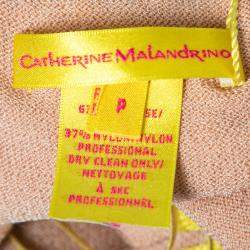 CATHERINE MALANDRINO
P
37% NYLON/NYLON
PROFESSIONAL
DRY CLEAN ONLY/
NETTOYAGE
À SEC
PROFESSIONNEL